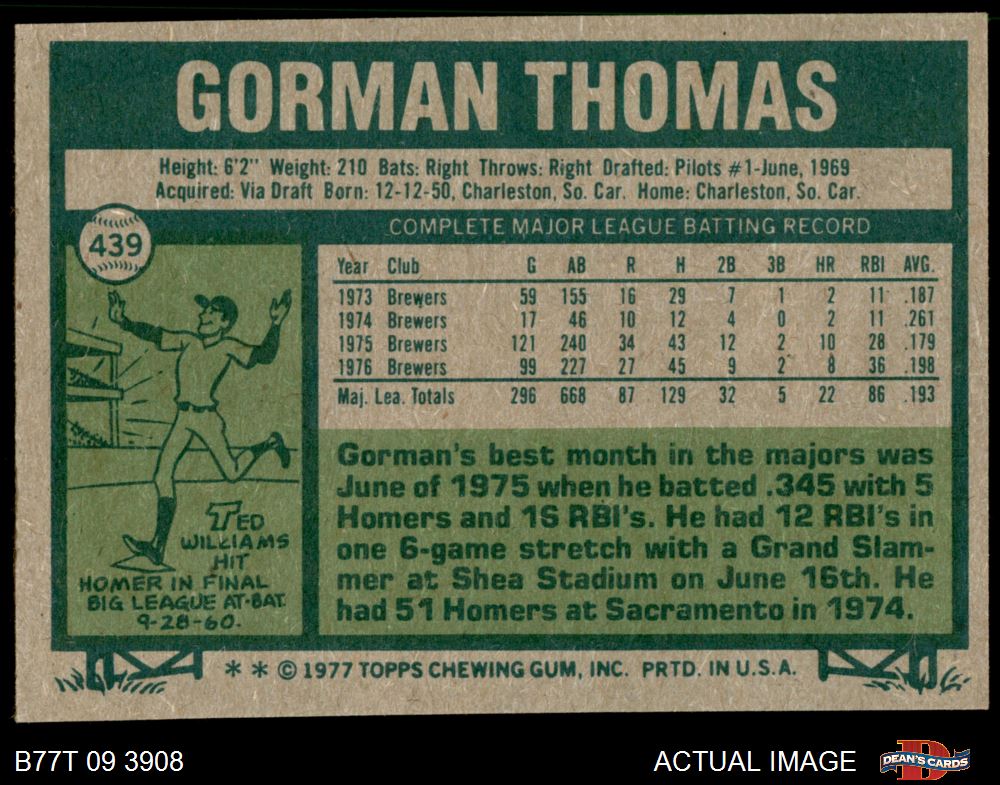 GORMAN THOMAS
Height: 6'2" Weight: 210 Bats: Right Throws: Right Drafted: Pilots #1-June, 1969
Acquired: Via Draft Born: 12-12-50, Charleston, So. Car. Home: Charleston, So. Car.
439
COMPLETE MAJOR LEAGUE BATTING RECORD
Year Club G AB R H 2B 3B HR RBI AVG.
1973 Brewers 59 155 16 29 7 1 2 11 .187
1974 Brewers 17 46 10 12 4 0 2 11 .261
1975 Brewers 121 240 34 43 12 2 10 28 .179
1976 Brewers 99 227 27 45 9 2 8 36 .198
Maj. Lea. Totals 296 668 87 129 32 5 22 86 .193
Gorman's best month in the majors was
June of 1975 when he batted .345 with 5
Homers and 16 RBI's. He had 12 RBI's in
one 6-game stretch with a Grand Slam-
mer at Shea Stadium on June 16th. He
had 51 Homers at Sacramento in 1974.
TED
WILLIAMS
HIT
HOMER IN FINAL
BIG LEAGUE AT-BAT.
9-28-60.
* * © 1977 TOPPS CHEWING GUM, INC. PRTD. IN U.S.A.
B77T 09 3908
ACTUAL IMAGE
D
DEAN'S CARDS